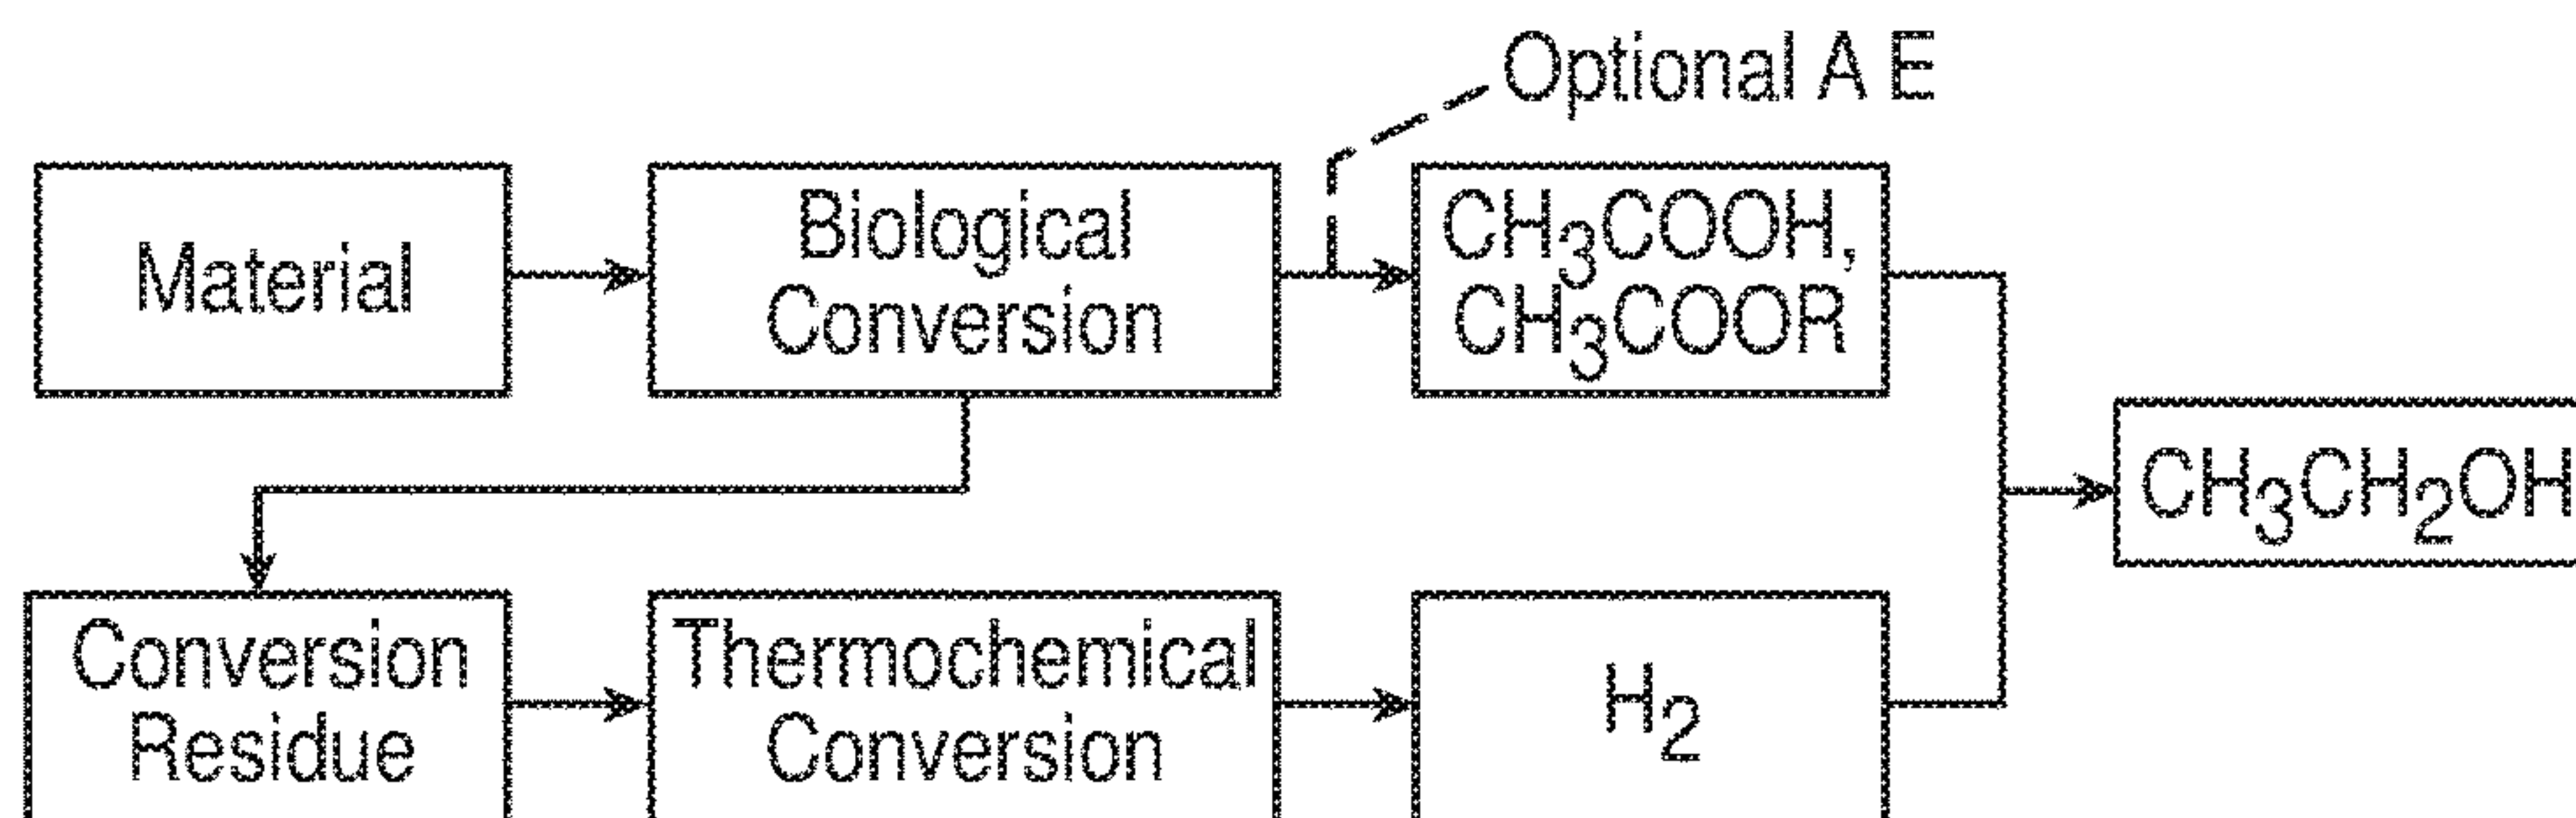 Optional A E
Material
Biological
Conversion
CH₃COOH,
CH₃COOR
CH₃CH₂OH
Conversion
Residue
Thermochemical
Conversion
H₂